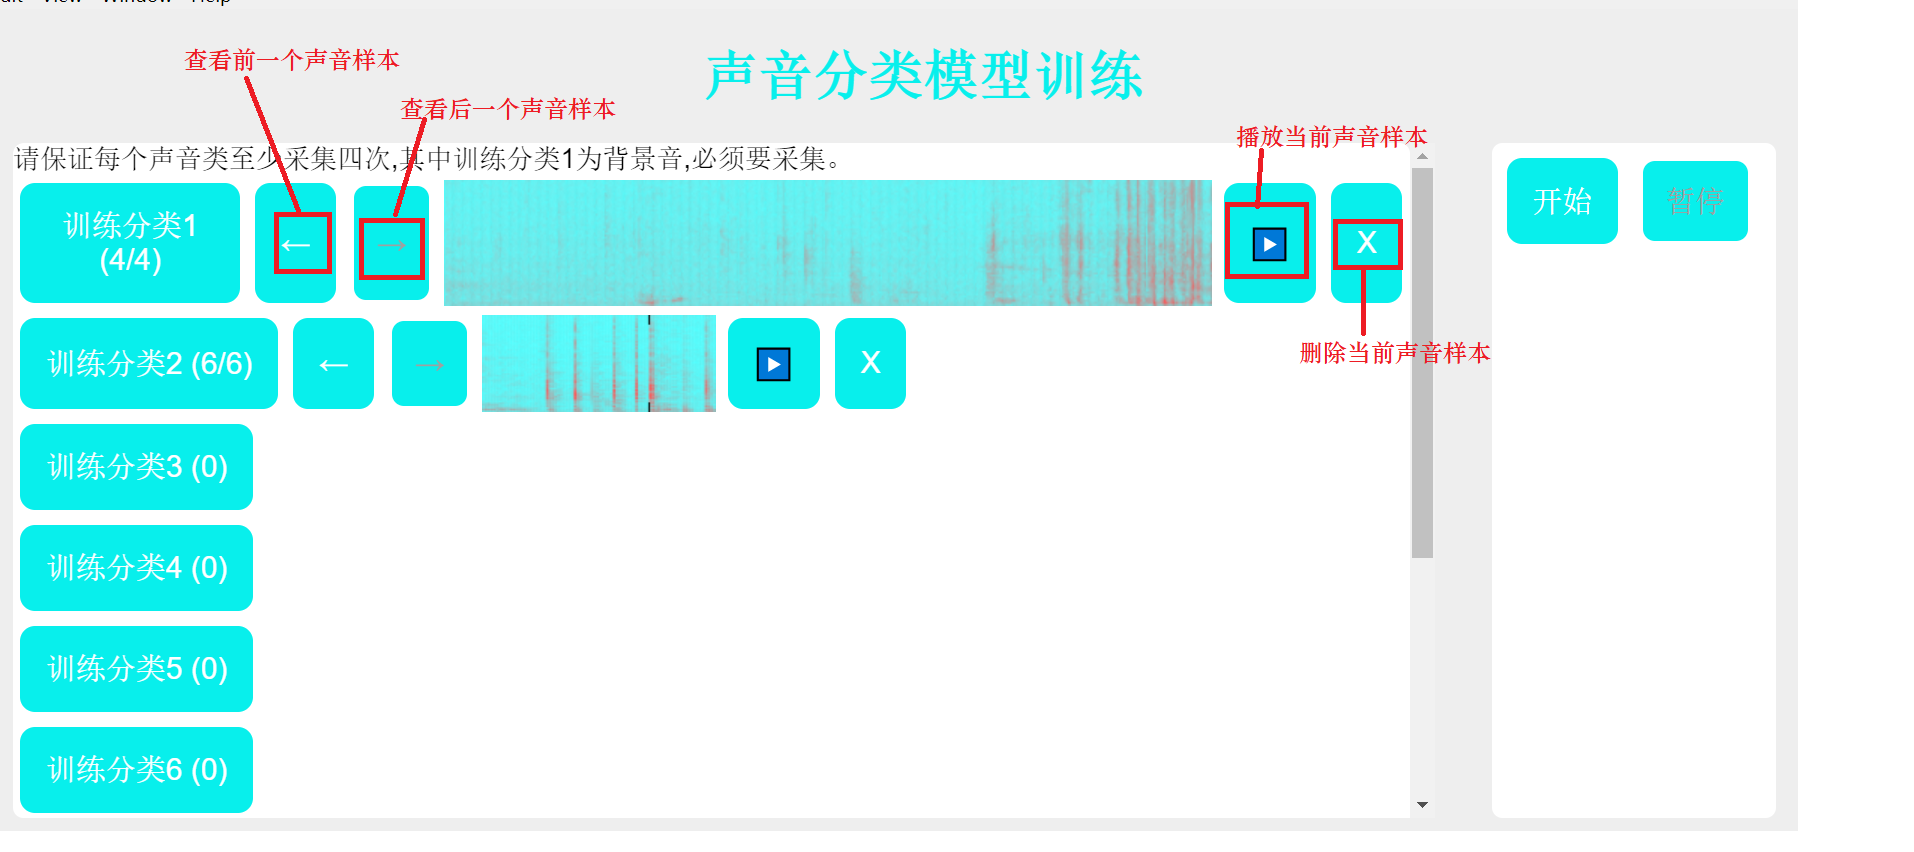 View Window Help
查看前一个声音样本
声音分类模型训练
查看后一个声音样本
播放当前声音样本
请保证每个声音类至少采集四次,其中训练分类1为背景音,必须要采集。
训练分类1
(4/4)
←
→
X
开始
暂停
删除当前声音样本
训练分类2 (6/6)
←
→
X
训练分类3 (0)
训练分类4 (0)
训练分类5 (0)
训练分类6 (0)